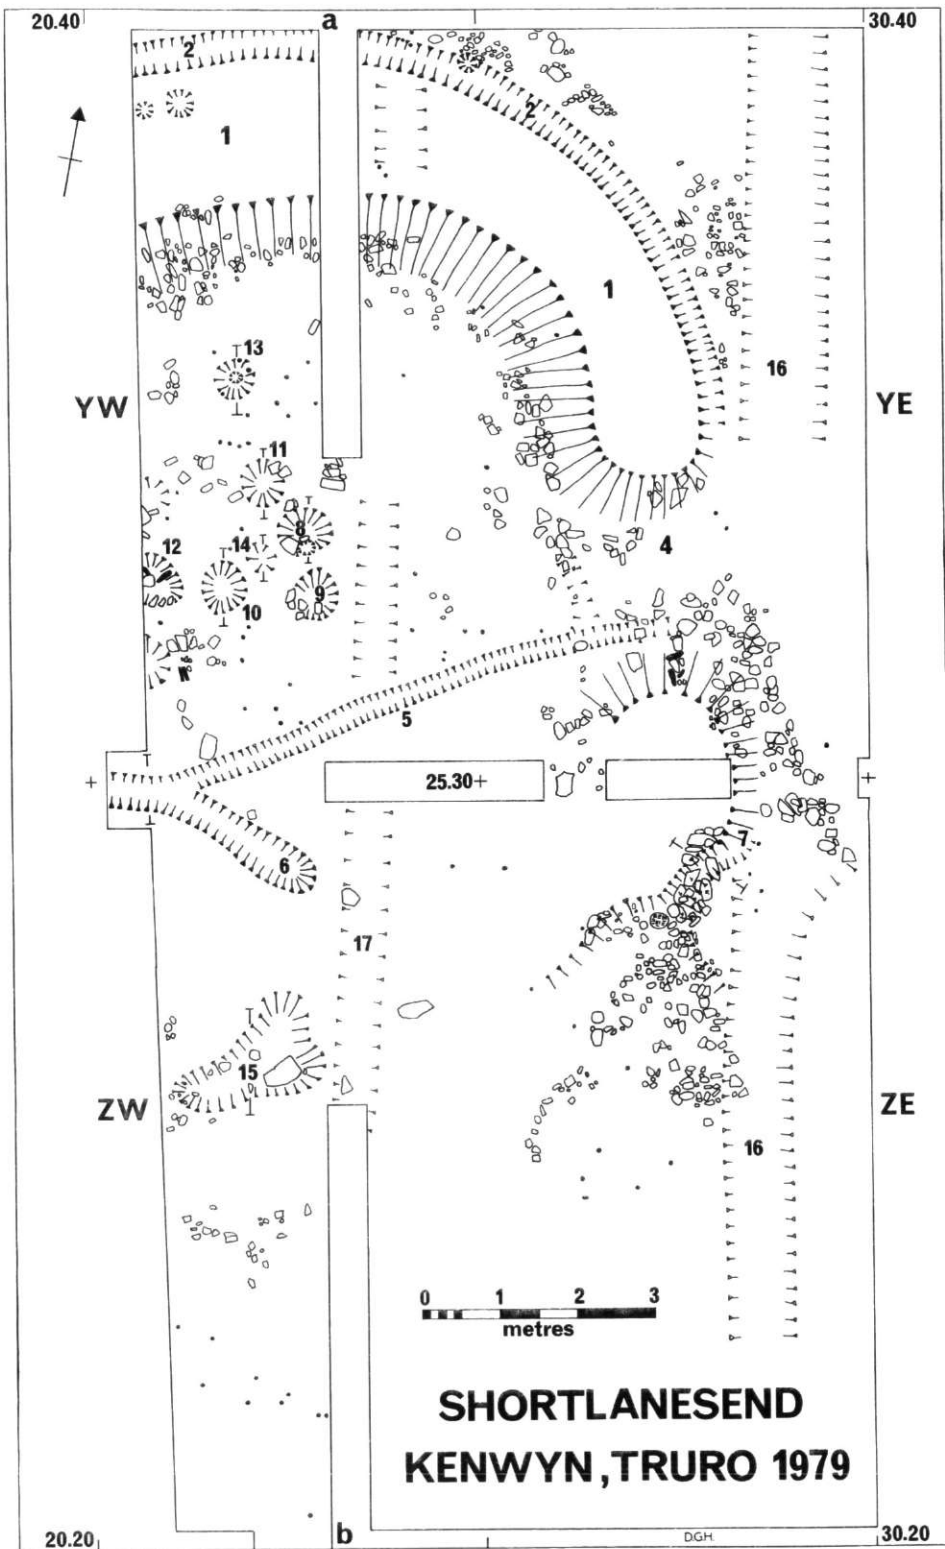 20.40
a
30.40
2
2
1
1
13
16
YW
YE
11
8
12
14
4
9
10
5
25.30
6
7
17
15
ZW
ZE
16
0 1 2 3
metres
SHORTLANESEND
KENWYN, TRURO 1979
20.20
b
D.G.H.
30.20